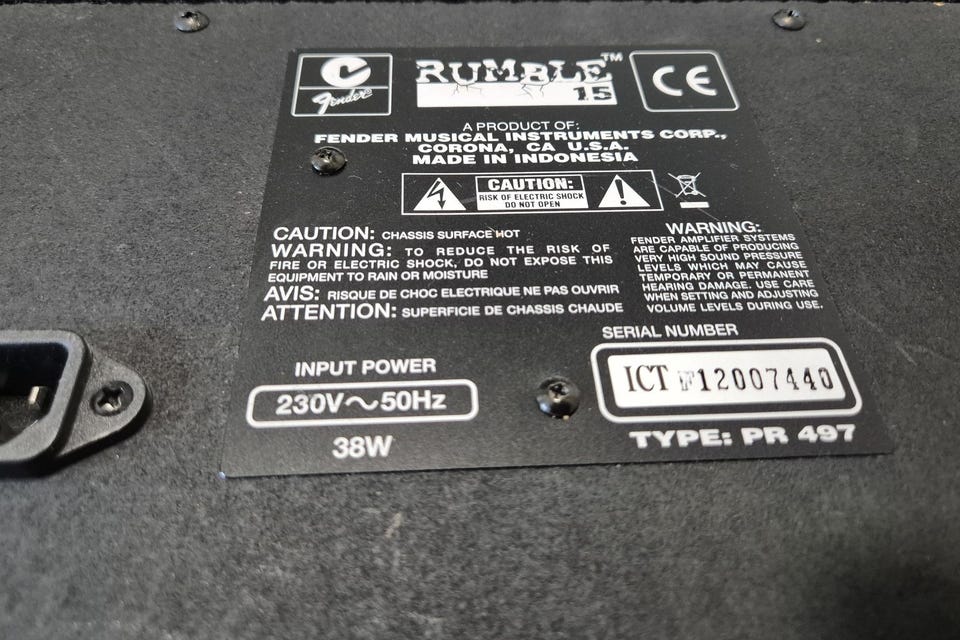 Fender®
RUMBLE™
15
CE
A PRODUCT OF:
FENDER MUSICAL INSTRUMENTS CORP.,
CORONA, CA U.S.A.
MADE IN INDONESIA
CAUTION:
RISK OF ELECTRIC SHOCK
DO NOT OPEN
CAUTION: CHASSIS SURFACE HOT
WARNING: TO REDUCE THE RISK OF
FIRE OR ELECTRIC SHOCK, DO NOT EXPOSE THIS
EQUIPMENT TO RAIN OR MOISTURE
AVIS: RISQUE DE CHOC ELECTRIQUE NE PAS OUVRIR
ATTENTION: SUPERFICIE DE CHASSIS CHAUDE
WARNING:
FENDER AMPLIFIER SYSTEMS
ARE CAPABLE OF PRODUCING
VERY HIGH SOUND PRESSURE
LEVELS WHICH MAY CAUSE
TEMPORARY OR PERMANENT
HEARING DAMAGE. USE CARE
WHEN SETTING AND ADJUSTING
VOLUME LEVELS DURING USE.
INPUT POWER
230V~50Hz
38W
SERIAL NUMBER
ICT F12007440
TYPE: PR 497